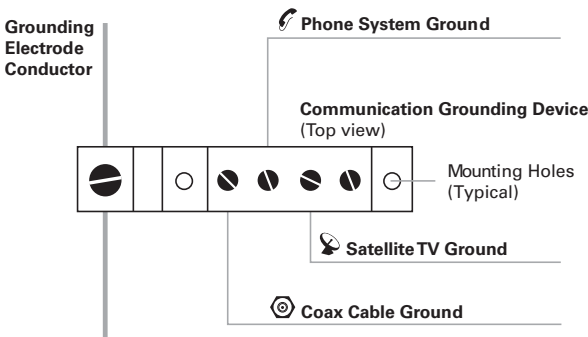 Grounding
Electrode
Conductor
Phone System Ground
Communication Grounding Device
(Top view)
Mounting Holes
(Typical)
Satellite TV Ground
Coax Cable Ground